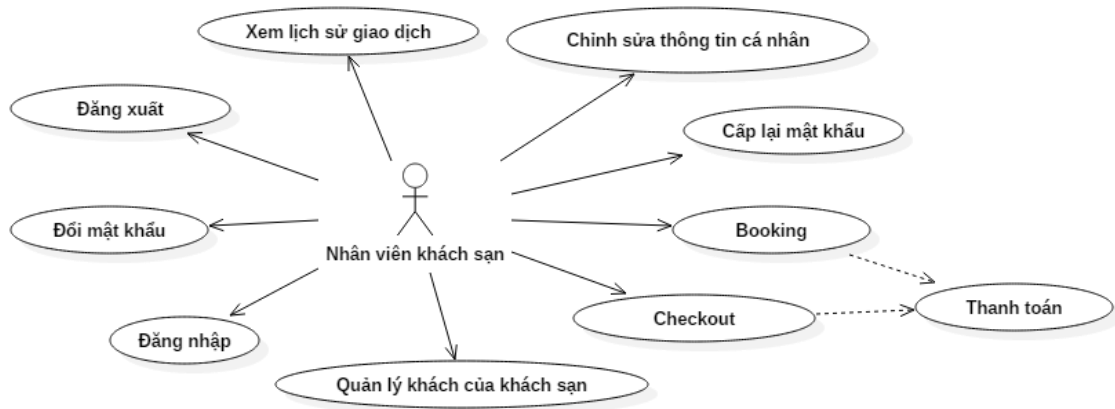 Xem lịch sử giao dịch
Chỉnh sửa thông tin cá nhân
Đăng xuất
Cấp lại mật khẩu
Đổi mật khẩu
Booking
Nhân viên khách sạn
Thanh toán
Checkout
Đăng nhập
Quản lý khách của khách sạn